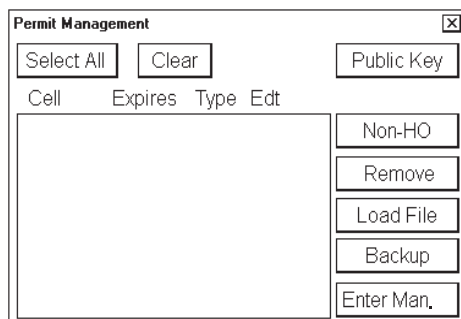 Permit Management
Select All Clear Public Key
Cell Expires Type Edt
Non-HO
Remove
Load File
Backup
Enter Man.